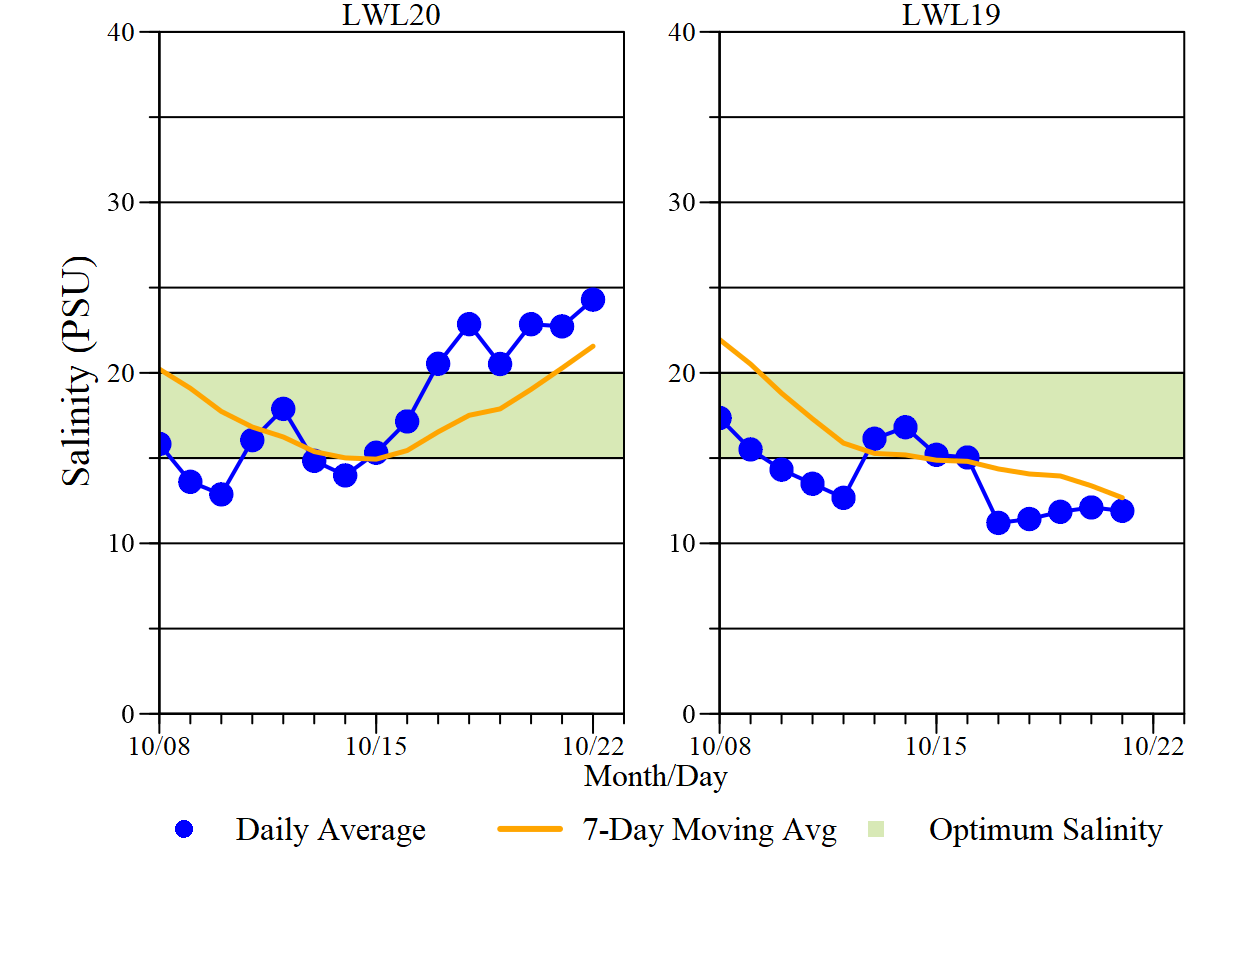 LWL20 LWL19
40 40
30 30
20 20
10 10
0 0
Salinity (PSU)
10/08 10/15 10/22 10/08 10/15 10/22
Month/Day
Daily Average 7-Day Moving Avg Optimum Salinity